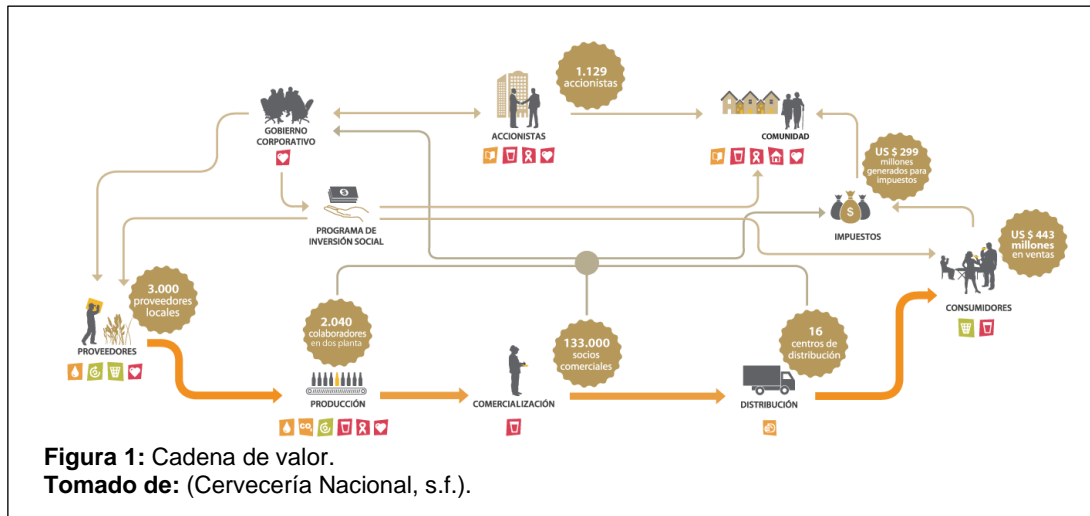 1.129
accionistas
GOBIERNO
CORPORATIVO
ACCIONISTAS
COMUNIDAD
US $ 299
millones
generados para
impuestos
$
PROGRAMA DE
INVERSIÓN SOCIAL
$
IMPUESTOS
US $ 443
millones
en ventas
CONSUMIDORES
3.000
proveedores
locales
PROVEEDORES
2.040
colaboradores
en dos planta
PRODUCCIÓN
CO₂
133.000
socios
comerciales
COMERCIALIZACIÓN
16
centros de
distribución
DISTRIBUCIÓN
Figura 1: Cadena de valor.
Tomado de: (Cervecería Nacional, s.f.).